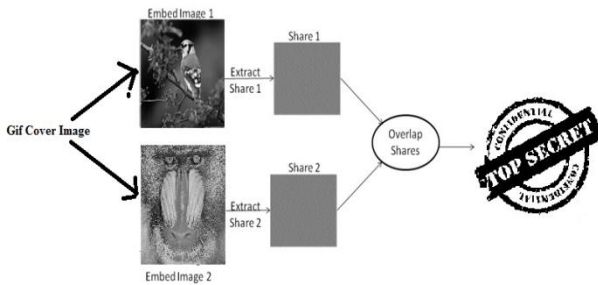 Embed Image 1
Gif Cover Image
Extract
Share 1
Share 1
Embed Image 2
Extract
Share 2
Share 2
Overlap
Shares
CONFIDENTIAL
TOP SECRET
CONFIDENTIAL